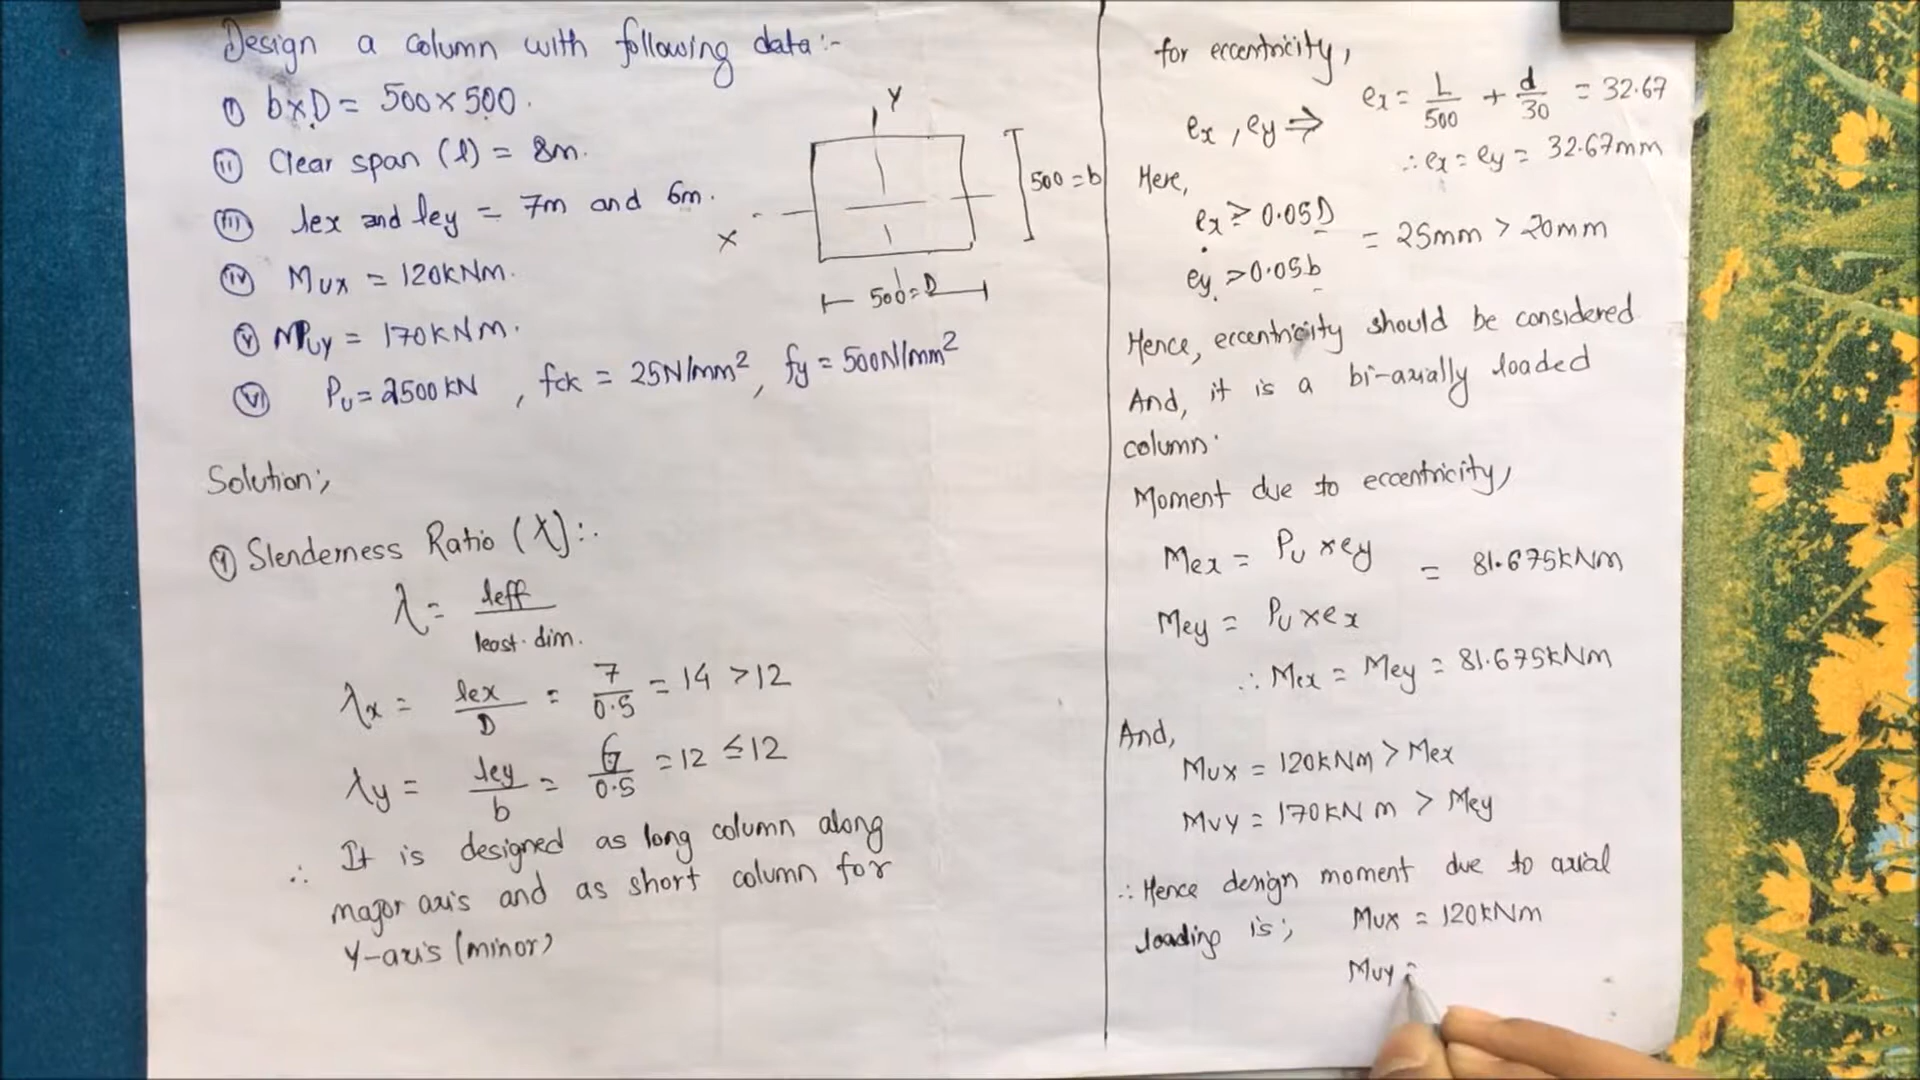 Design a column with following data:-
(i) b×D = 500×500.
(ii) Clear span (l) = 8m.
(iii) lex and ley = 7m and 6m.
(iv) Mux = 120kNm.
(v) Muy = 170kNm.
(vi) Pu = 2500 kN , fck = 25N/mm², fy = 500N/mm²
Y
X
500 = b
500 = D
Solution;
(1) Slenderness Ratio (λ):-
λ = leff / least dim.
λx = lex / D = 7 / 0.5 = 14 > 12
λy = ley / b = 6 / 0.5 = 12 ≤ 12
∴ It is designed as long column along
major axis and as short column for
Y-axis (minor)
for eccentricity,
ex , ey ⇒ ex = L / 500 + d / 30 = 32.67
∴ ex = ey = 32.67mm
Here,
ex ≥ 0.05D
= 25mm > 20mm
ey > 0.05b
Hence, eccentricity should be considered
And, it is a bi-axially loaded
column.
Moment due to eccentricity,
Mex = Pu × ey = 81.675kNm
Mey = Pu × ex
∴ Mex = Mey = 81.675kNm
And,
Mux = 120kNm > Mex
Muy = 170kNm > Mey
∴ Hence design moment due to axial
loading is; Mux = 120kNm
Muy =